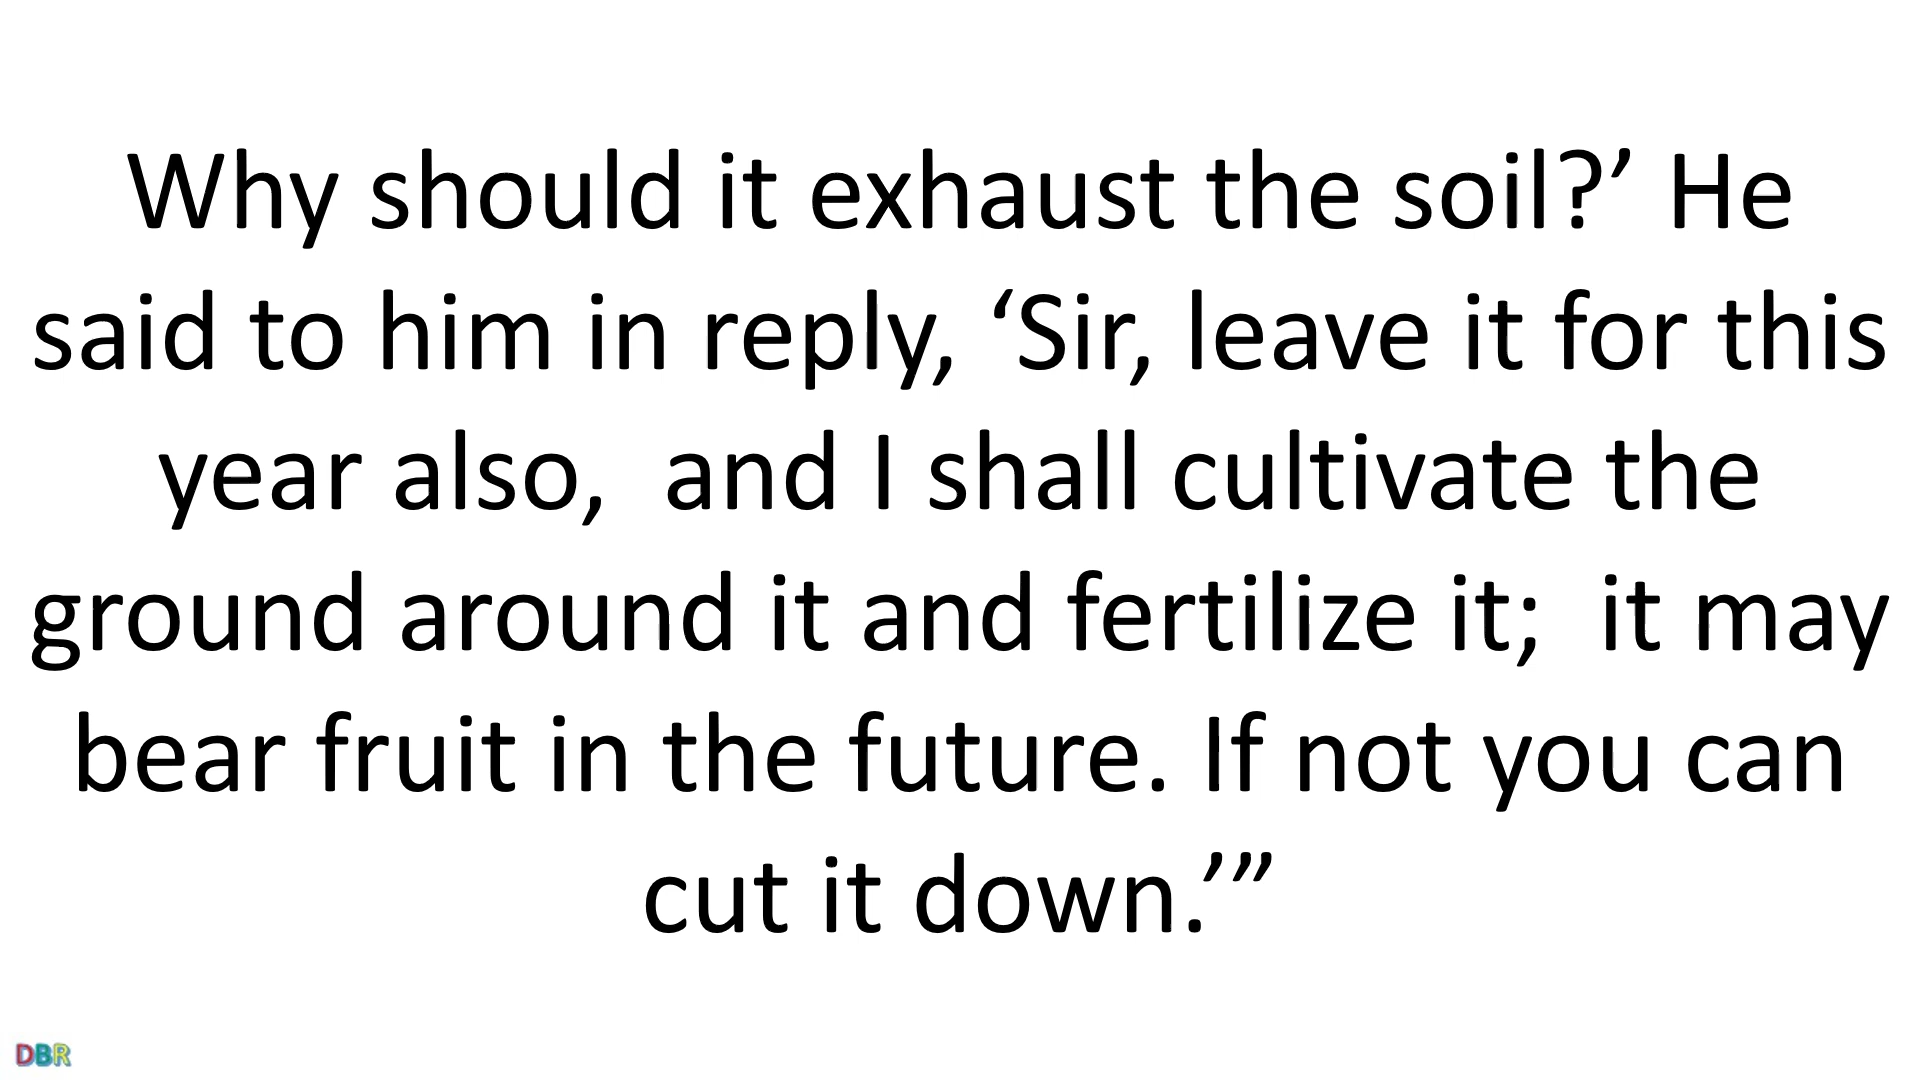 Why should it exhaust the soil?’ He
said to him in reply, ‘Sir, leave it for this
year also,  and I shall cultivate the
ground around it and fertilize it;  it may
bear fruit in the future. If not you can
cut it down.’”
DBR